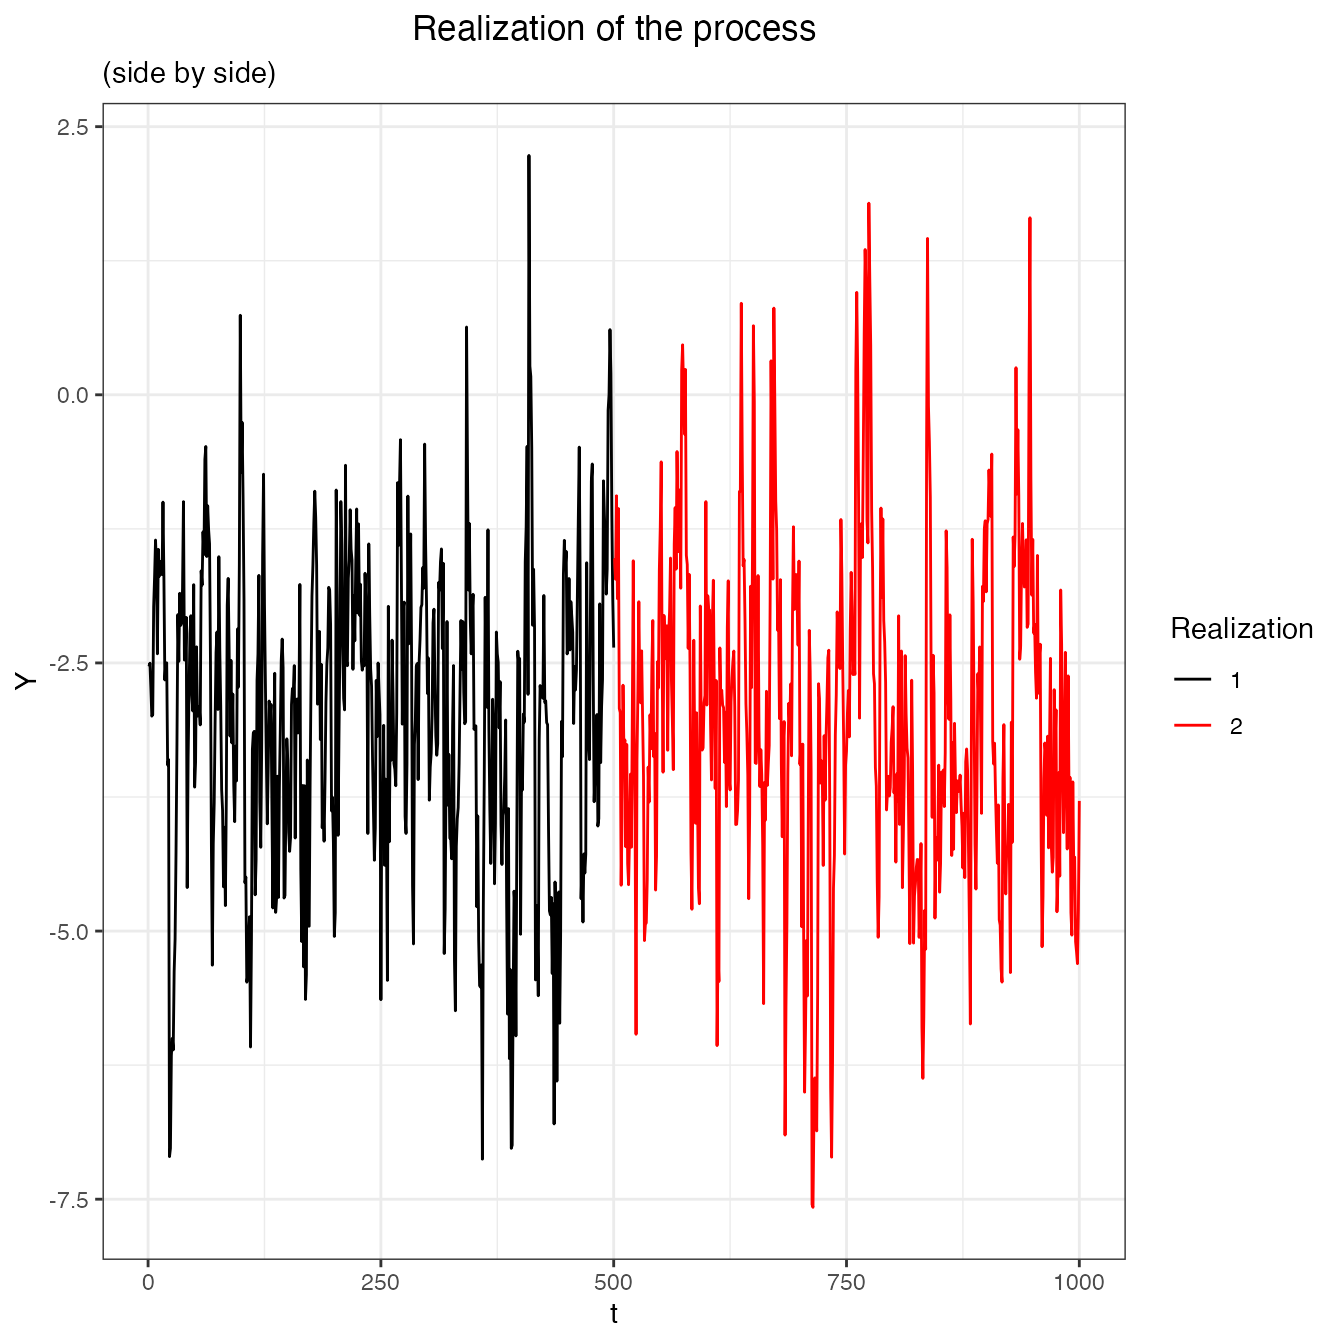 Realization of the process
(side by side)
2.5
0.0
-2.5
-5.0
-7.5
Y
0 250 500 750 1000
t
Realization
1
2